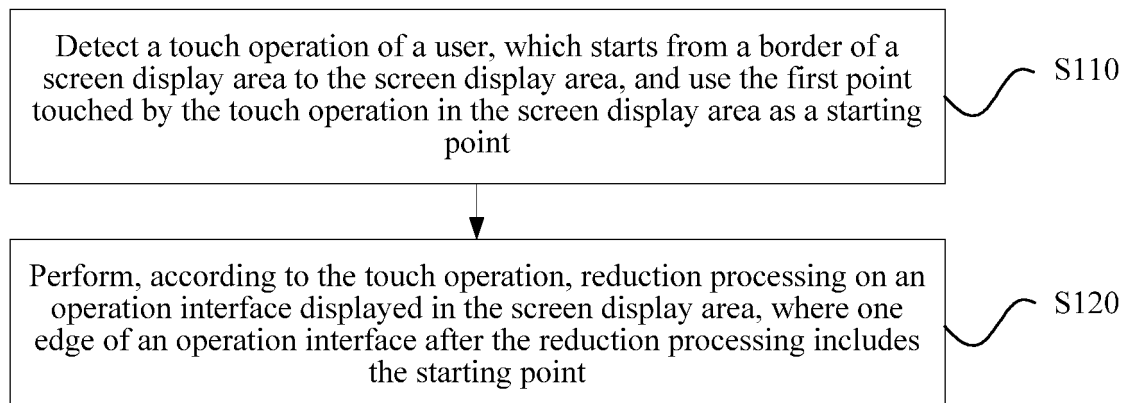 Detect a touch operation of a user, which starts from a border of a
screen display area to the screen display area, and use the first point
touched by the touch operation in the screen display area as a starting
point
S110
Perform, according to the touch operation, reduction processing on an
operation interface displayed in the screen display area, where one
edge of an operation interface after the reduction processing includes
the starting point
S120